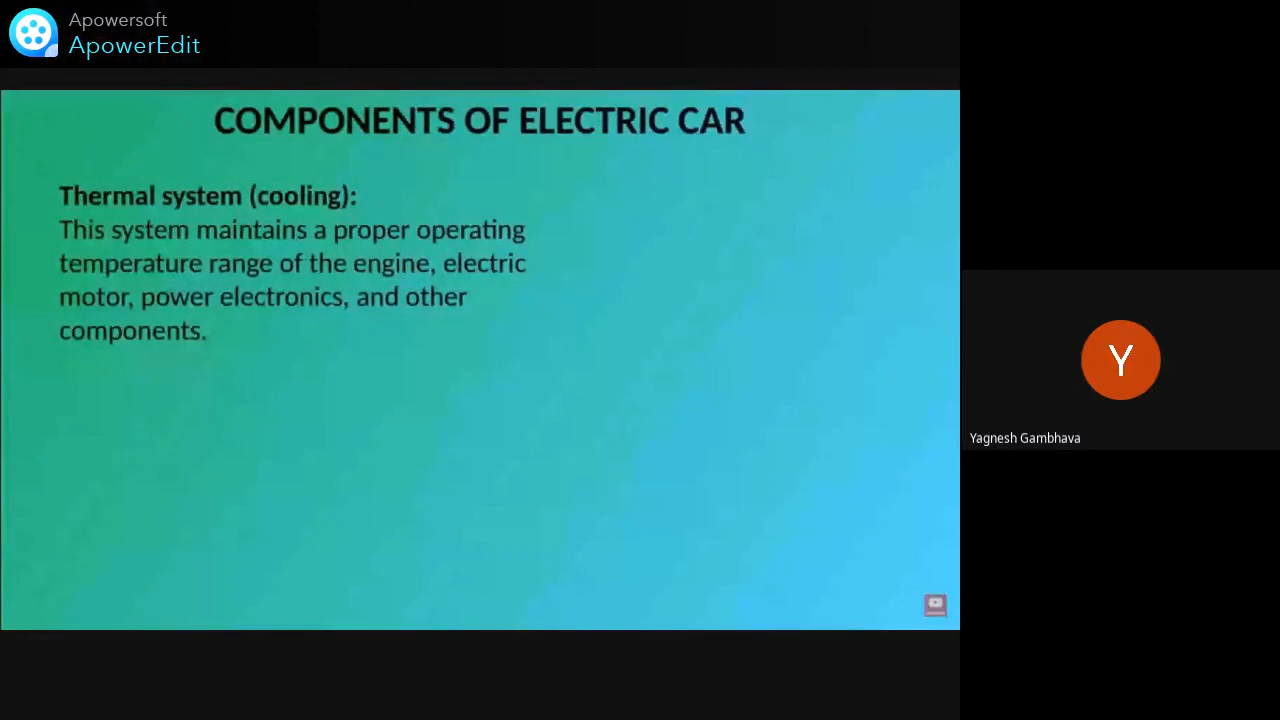 Apowersoft
ApowerEdit
COMPONENTS OF ELECTRIC CAR
Thermal system (cooling):
This system maintains a proper operating
temperature range of the engine, electric
motor, power electronics, and other
components.
Y
Yagnesh Gambhava